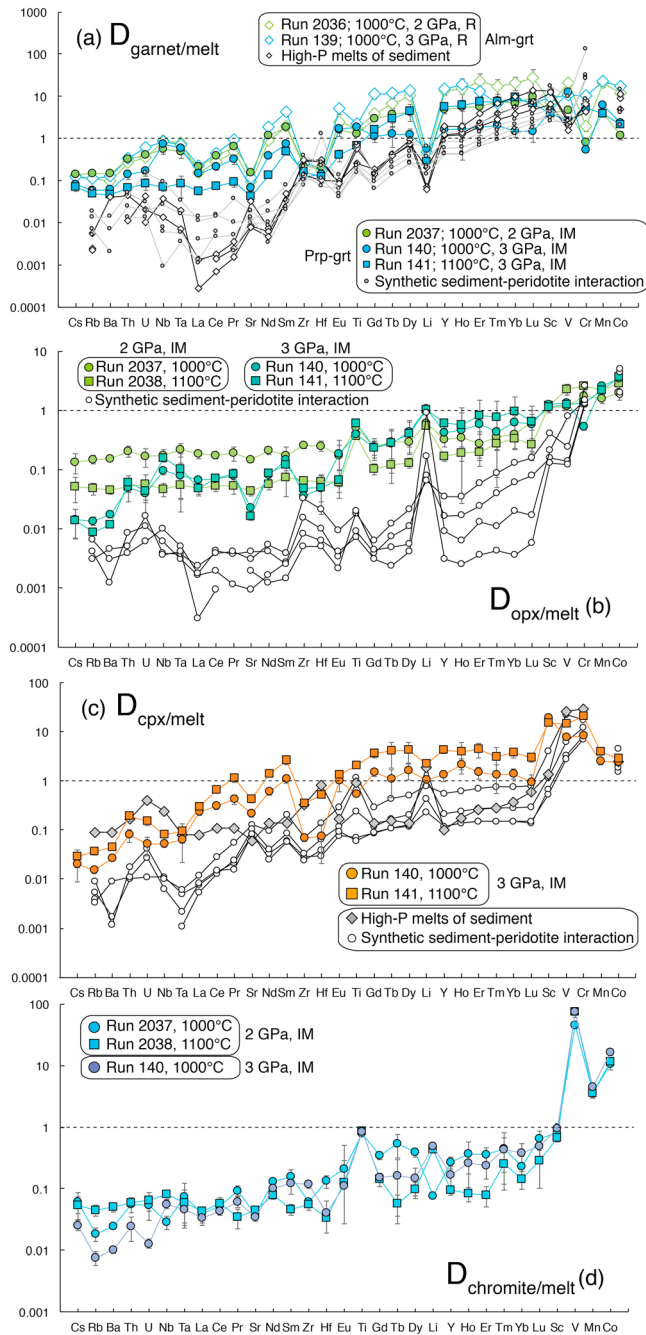 (a) D garnet/melt
Run 2036; 1000°C, 2 GPa, R
Run 139; 1000°C, 3 GPa, R
High-P melts of sediment
Alm-grt
1000
100
10
1
0.1
0.01
0.001
0.0001
Prp-grt
Run 2037; 1000°C, 2 GPa, IM
Run 140; 1000°C, 3 GPa, IM
Run 141; 1100°C, 3 GPa, IM
Synthetic sediment-peridotite interaction
Cs Rb Ba Th U Nb Ta La Ce Pr Sr Nd Sm Zr Hf Eu Ti Gd Tb Dy Li Y Ho Er Tm Yb Lu Sc V Cr Mn Co
2 GPa, IM
Run 2037, 1000°C
Run 2038, 1100°C
3 GPa, IM
Run 140, 1000°C
Run 141, 1100°C
Synthetic sediment-peridotite interaction
10
1
0.1
0.01
0.001
0.0001
D opx/melt (b)
Cs Rb Ba Th U Nb Ta La Ce Pr Sr Nd Sm Zr Hf Eu Ti Gd Tb Dy Li Y Ho Er Tm Yb Lu Sc V Cr Mn Co
(c) D cpx/melt
100
10
1
0.1
0.01
0.001
0.0001
Run 140, 1000°C
Run 141, 1100°C
3 GPa, IM
High-P melts of sediment
Synthetic sediment-peridotite interaction
Cs Rb Ba Th U Nb Ta La Ce Pr Sr Nd Sm Zr Hf Eu Ti Gd Tb Dy Li Y Ho Er Tm Yb Lu Sc V Cr Mn Co
Run 2037, 1000°C
Run 2038, 1100°C
2 GPa, IM
Run 140, 1000°C
3 GPa, IM
100
10
1
0.1
0.01
0.001
D chromite/melt (d)
Cs Rb Ba Th U Nb Ta La Ce Pr Sr Nd Sm Zr Hf Eu Ti Gd Tb Dy Li Y Ho Er Tm Yb Lu Sc V Mn Co